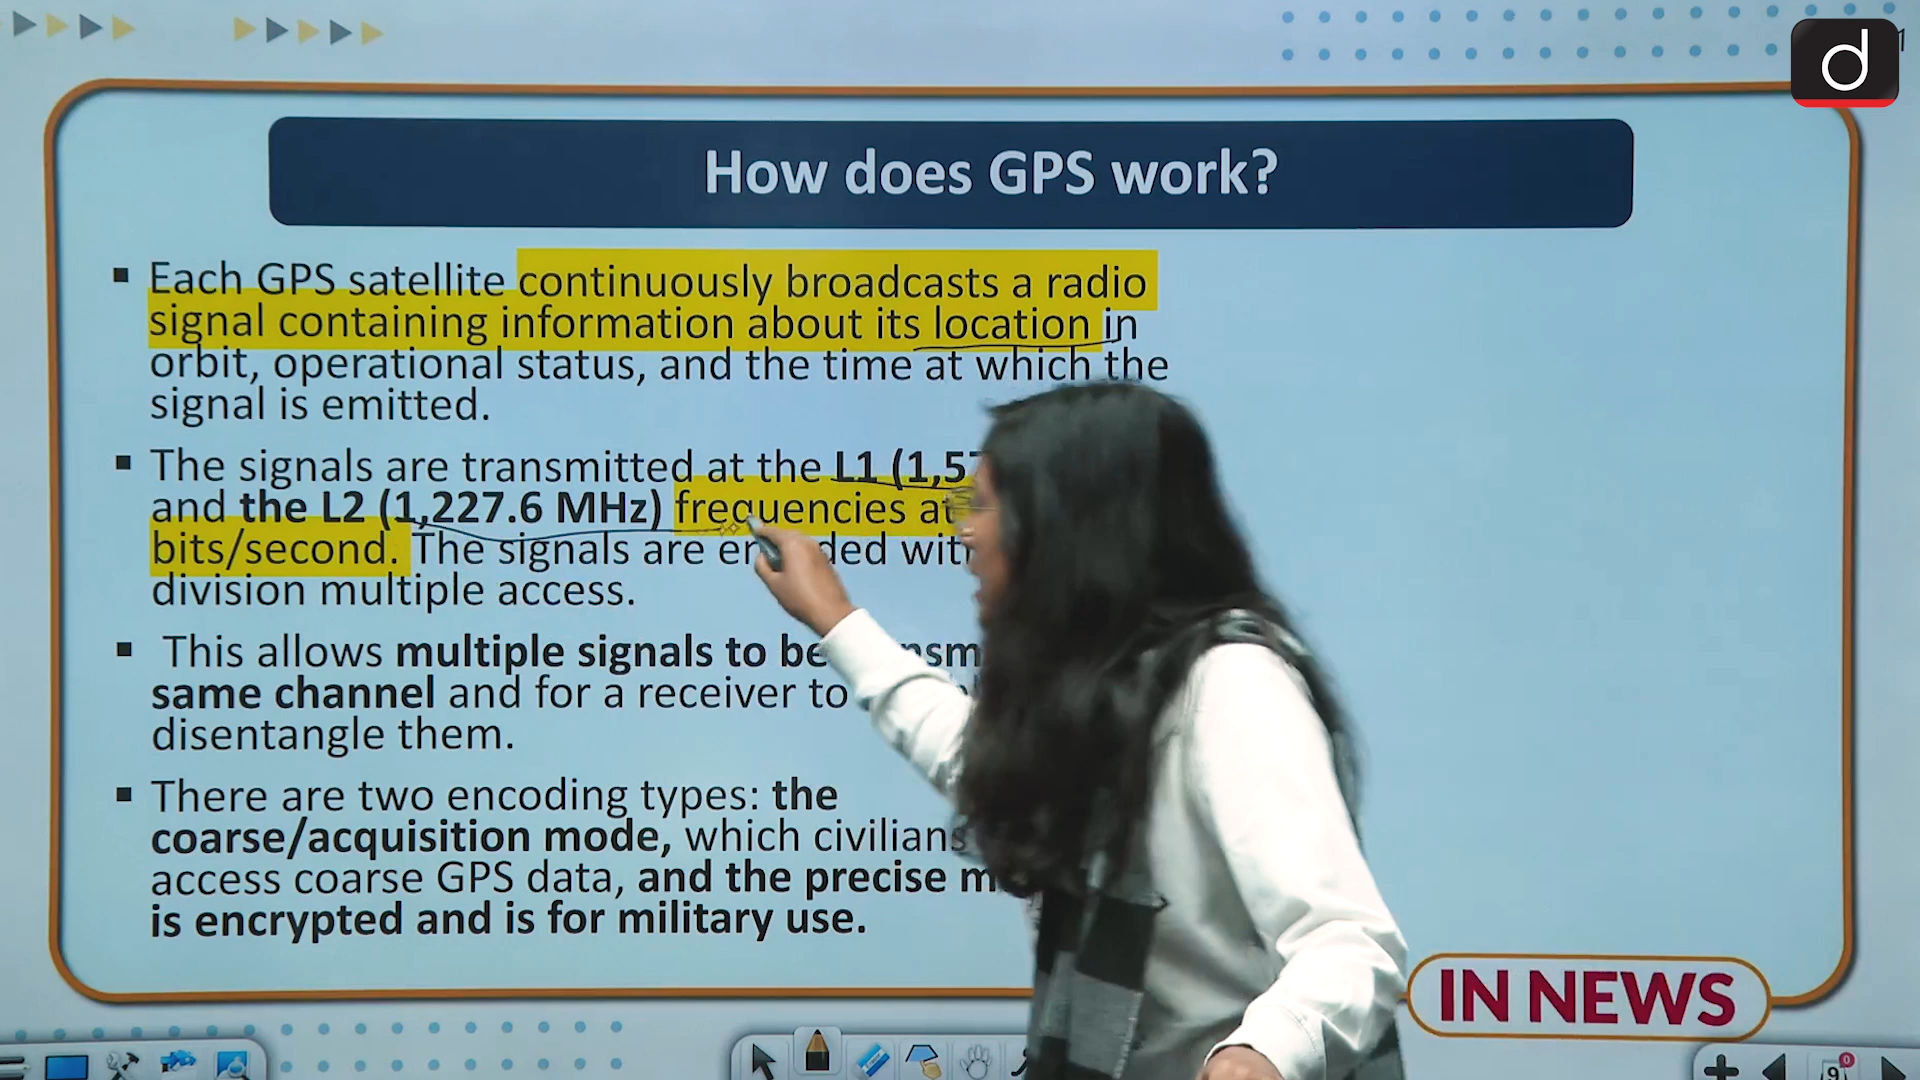 d
How does GPS work?
Each GPS satellite continuously broadcasts a radio
signal containing information about its location in
orbit, operational status, and the time at which the
signal is emitted.
The signals are transmitted at the L1 (1,57
and the L2 (1,227.6 MHz) frequencies at
bits/second. The signals are
division multiple access.
This allows multiple signals to be
same channel and for a receiver to
disentangle them.
There are two encoding types: the
coarse/acquisition mode, which civilians
access coarse GPS data, and the precise
is encrypted and is for military use.
IN NEWS